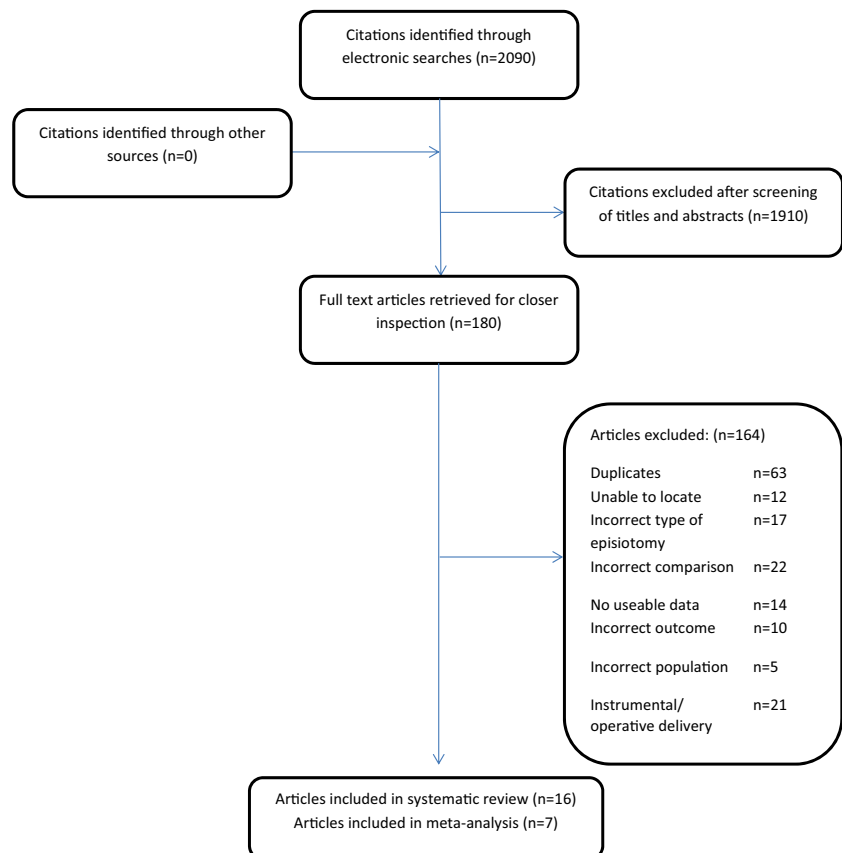 Citations identified through
electronic searches (n=2090)
Citations identified through other
sources (n=0)
Citations excluded after screening
of titles and abstracts (n=1910)
Full text articles retrieved for closer
inspection (n=180)
Articles excluded: (n=164)
Duplicates n=63
Unable to locate n=12
Incorrect type of n=17
episiotomy
Incorrect comparison n=22
No useable data n=14
Incorrect outcome n=10
Incorrect population n=5
Instrumental/ n=21
operative delivery
Articles included in systematic review (n=16)
Articles included in meta-analysis (n=7)